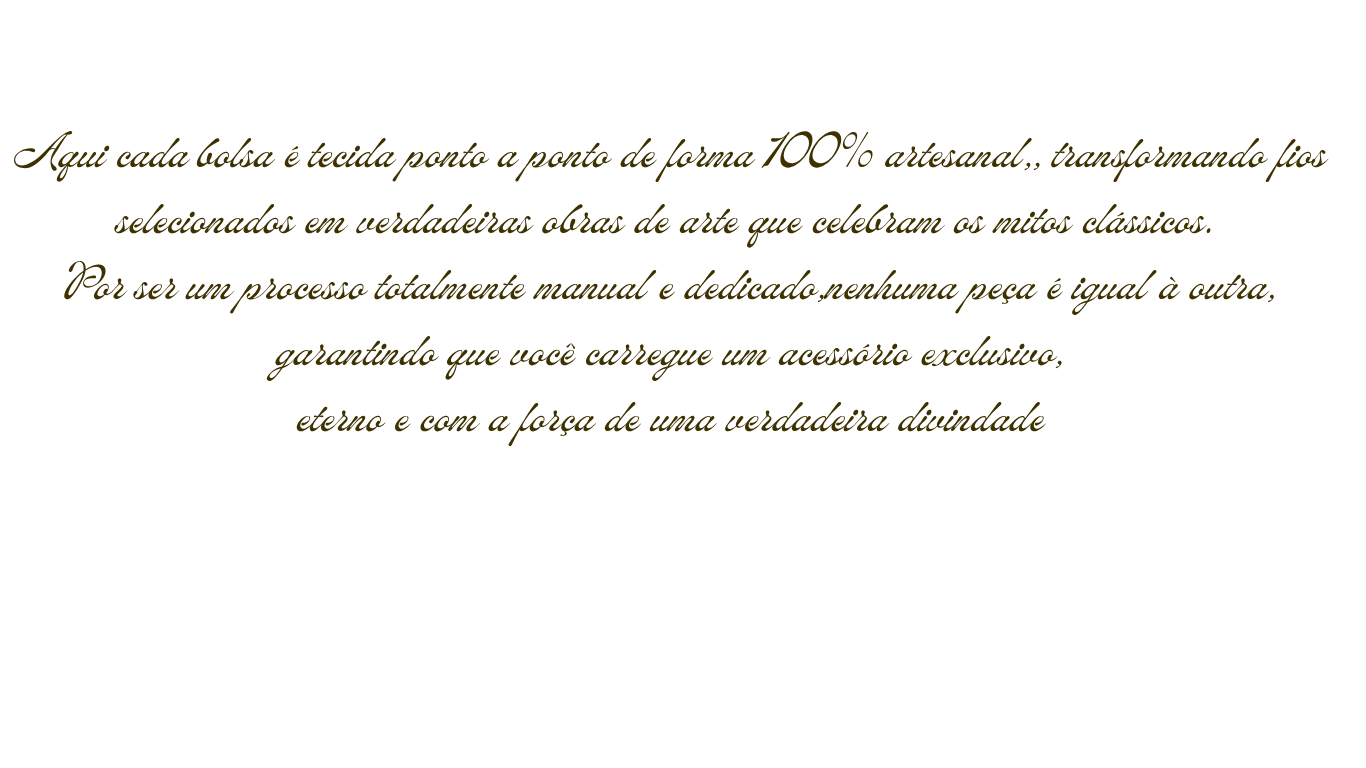 Aqui cada bolsa é tecida ponto a ponto de forma 100% artesanal,, transformando fios
selecionados em verdadeiras obras de arte que celebram os mitos clássicos.
Por ser um processo totalmente manual e dedicado,nenhuma peça é igual à outra,
garantindo que você carregue um acessório exclusivo,
eterno e com a força de uma verdadeira divindade